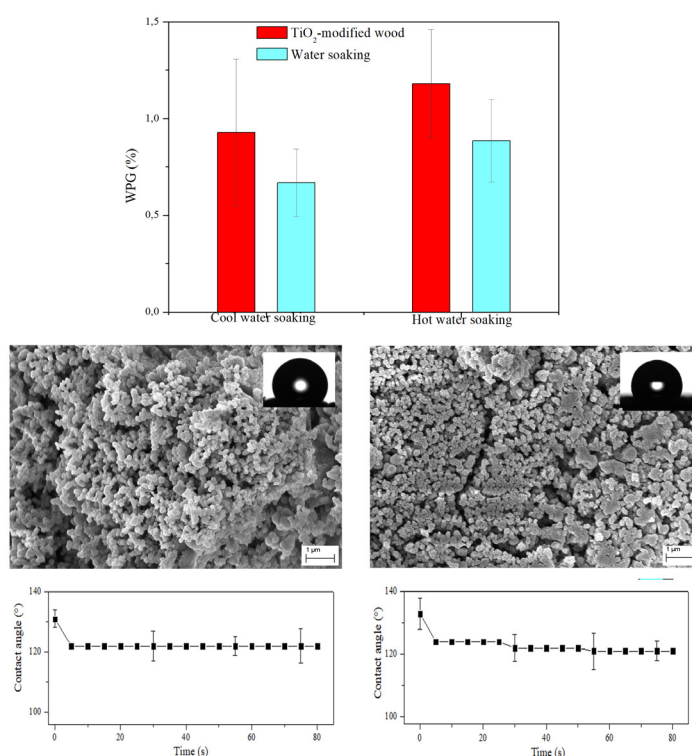 1,5
TiO₂-modified wood
Water soaking
1,0
WPG (%)
0,5
0,0
Cool water soaking
Hot water soaking
1 µm
1 µm
140
120
100
Contact angle (°)
0
20
40
60
80
Time (s)
140
120
100
Contact angle (°)
0
20
40
60
80
Time (s)